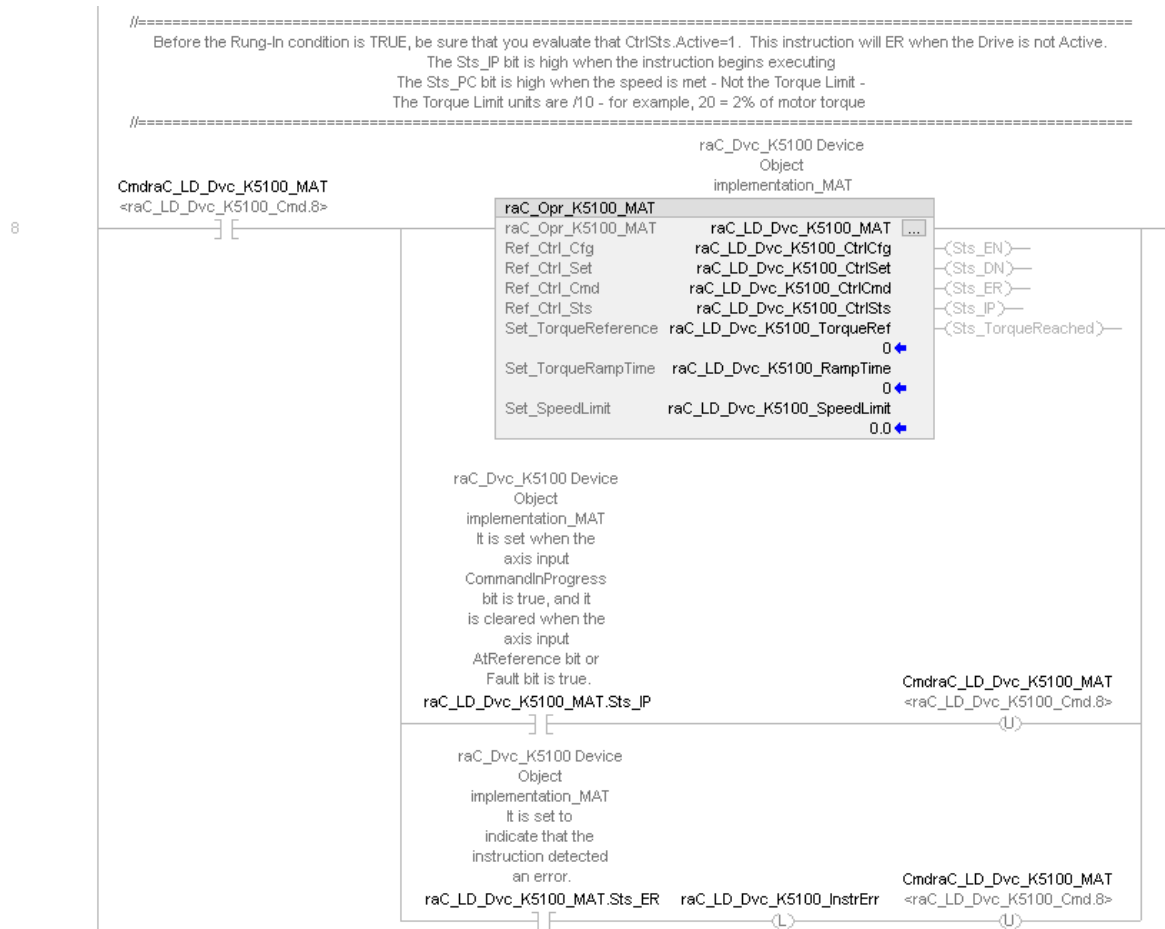 //====================================================================================================================
Before the Rung-In condition is TRUE, be sure that you evaluate that CtrlSts.Active=1.  This instruction will ER when the Drive is not Active.
The Sts_IP bit is high when the instruction begins executing
The Sts_PC bit is high when the speed is met - Not the Torque Limit -
The Torque Limit units are /10 - for example, 20 = 2% of motor torque
//====================================================================================================================
raC_Dvc_K5100 Device
Object
implementation_MAT
CmdraC_LD_Dvc_K5100_MAT
<raC_LD_Dvc_K5100_Cmd.8>
8
raC_Opr_K5100_MAT
raC_Opr_K5100_MAT raC_LD_Dvc_K5100_MAT ...
Ref_Ctrl_Cfg raC_LD_Dvc_K5100_CtrlCfg (Sts_EN)
Ref_Ctrl_Set raC_LD_Dvc_K5100_CtrlSet (Sts_DN)
Ref_Ctrl_Cmd raC_LD_Dvc_K5100_CtrlCmd (Sts_ER)
Ref_Ctrl_Sts raC_LD_Dvc_K5100_CtrlSts (Sts_IP)
Set_TorqueReference raC_LD_Dvc_K5100_TorqueRef (Sts_TorqueReached)
0
Set_TorqueRampTime raC_LD_Dvc_K5100_RampTime
0
Set_SpeedLimit raC_LD_Dvc_K5100_SpeedLimit
0.0
raC_Dvc_K5100 Device
Object
implementation_MAT
It is set when the
axis input
CommandInProgress
bit is true, and it
is cleared when the
axis input
AtReference bit or
Fault bit is true.
raC_LD_Dvc_K5100_MAT.Sts_IP
CmdraC_LD_Dvc_K5100_MAT
<raC_LD_Dvc_K5100_Cmd.8>
(U)
raC_Dvc_K5100 Device
Object
implementation_MAT
It is set to
indicate that the
instruction detected
an error.
raC_LD_Dvc_K5100_MAT.Sts_ER
raC_LD_Dvc_K5100_InstrErr
(L)
CmdraC_LD_Dvc_K5100_MAT
<raC_LD_Dvc_K5100_Cmd.8>
(U)